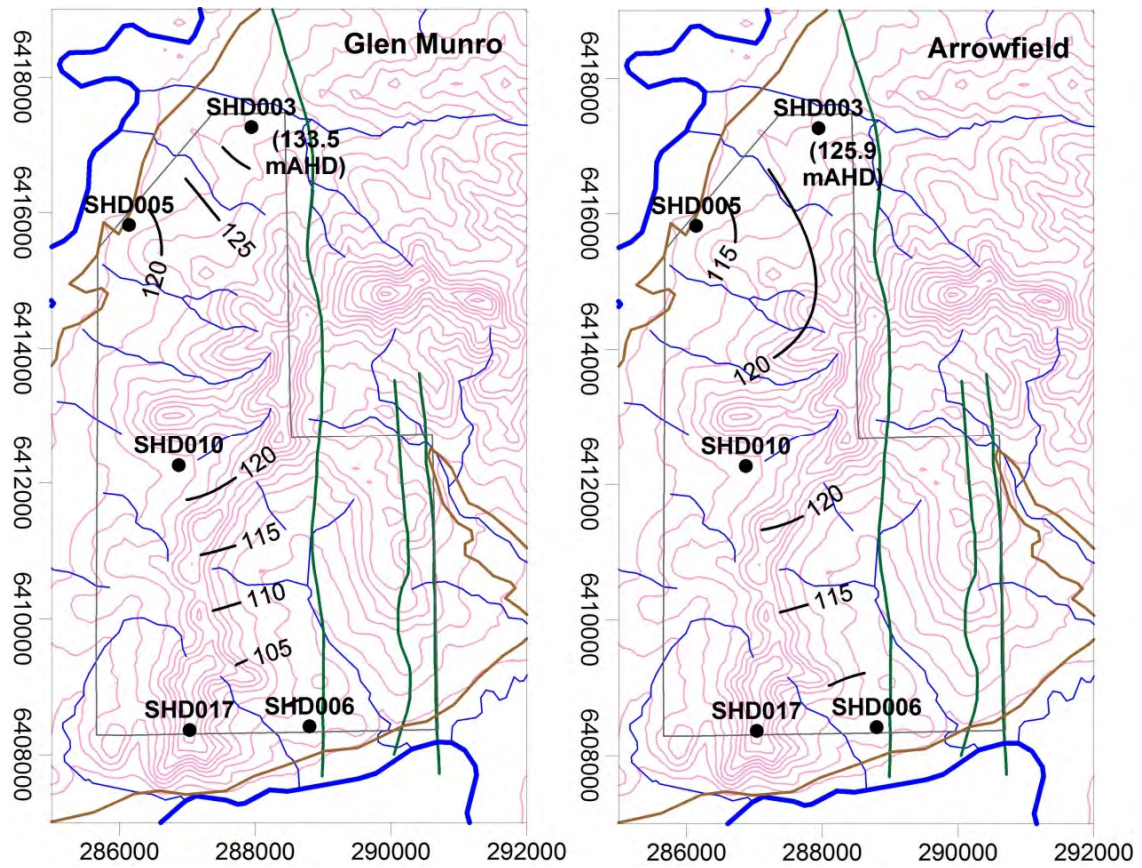 Glen Munro
6418000
6416000
6414000
6412000
6410000
6408000
SHD003
(133.5
mAHD)
SHD005
125
120
SHD010
120
115
110
105
SHD017
SHD006
286000
288000
290000
292000
Arrowfield
6418000
6416000
6414000
6412000
6410000
6408000
SHD003
(125.9
mAHD)
SHD005
115
120
SHD010
120
115
SHD017
SHD006
286000
288000
290000
292000